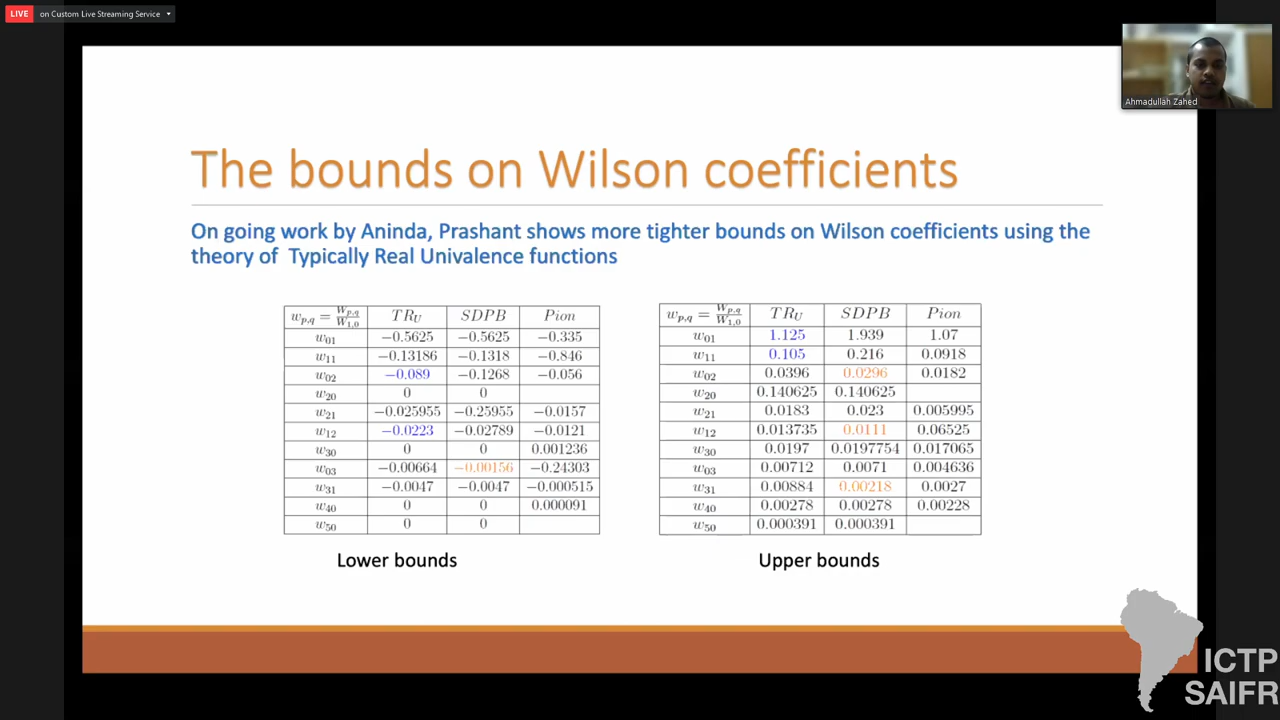 LIVE on Custom Live Streaming Service
Ahmadullah Zahed
The bounds on Wilson coefficients
On going work by Aninda, Prashant shows more tighter bounds on Wilson coefficients using the
theory of Typically Real Univalence functions
w_{p,q} = W_{p,q}/W_{1,0} TR_U SDPB Pion
w_{01} −0.5625 −0.5625 −0.335
w_{11} −0.13186 −0.1318 −0.846
w_{02} −0.089 −0.1268 −0.056
w_{20} 0 0
w_{21} −0.025955 −0.25955 −0.0157
w_{12} −0.0223 −0.02789 −0.0121
w_{30} 0 0 0.001236
w_{03} −0.00664 −0.00156 −0.24303
w_{31} −0.0047 −0.0047 −0.000515
w_{40} 0 0 0.000091
w_{50} 0 0
Lower bounds
w_{p,q} = W_{p,q}/W_{1,0} TR_U SDPB Pion
w_{01} 1.125 1.939 1.07
w_{11} 0.105 0.216 0.0918
w_{02} 0.0396 0.0296 0.0182
w_{20} 0.140625 0.140625
w_{21} 0.0183 0.023 0.005995
w_{12} 0.013735 0.0111 0.06525
w_{30} 0.0197 0.0197754 0.017065
w_{03} 0.00712 0.0071 0.004636
w_{31} 0.00884 0.00218 0.0027
w_{40} 0.00278 0.00278 0.00228
w_{50} 0.000391 0.000391
Upper bounds
ICTP
SAIFR